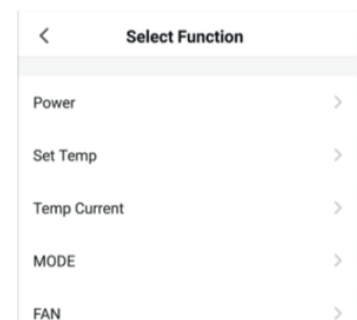 Select Function
Power
Set Temp
Temp Current
MODE
FAN